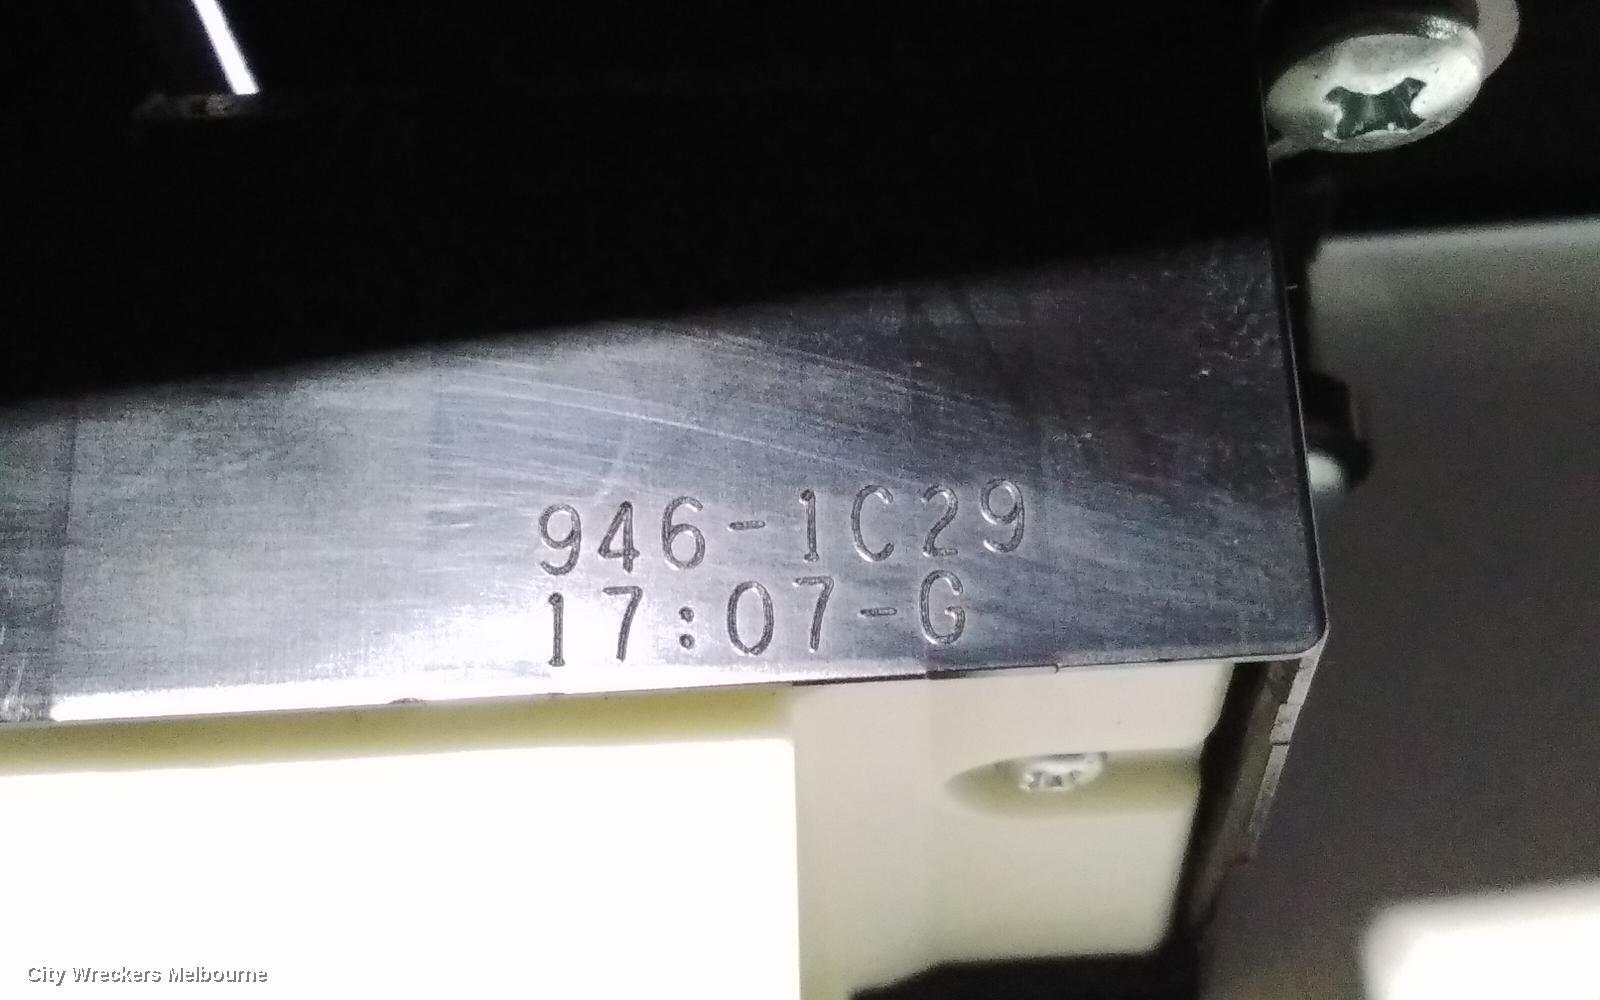 946-1C29
17:07-G
City Wreckers Melbourne